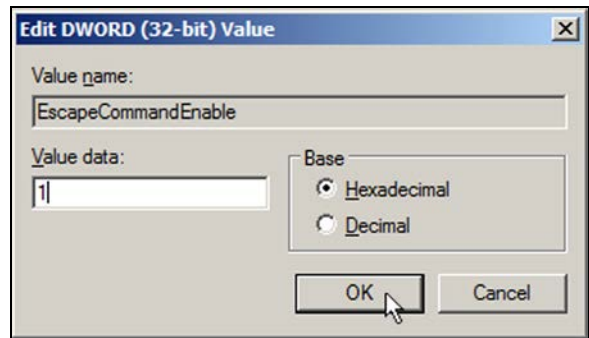 Edit DWORD (32-bit) Value
Value name:
EscapeCommandEnable
Value data:
1
Base
Hexadecimal
Decimal
OK
Cancel